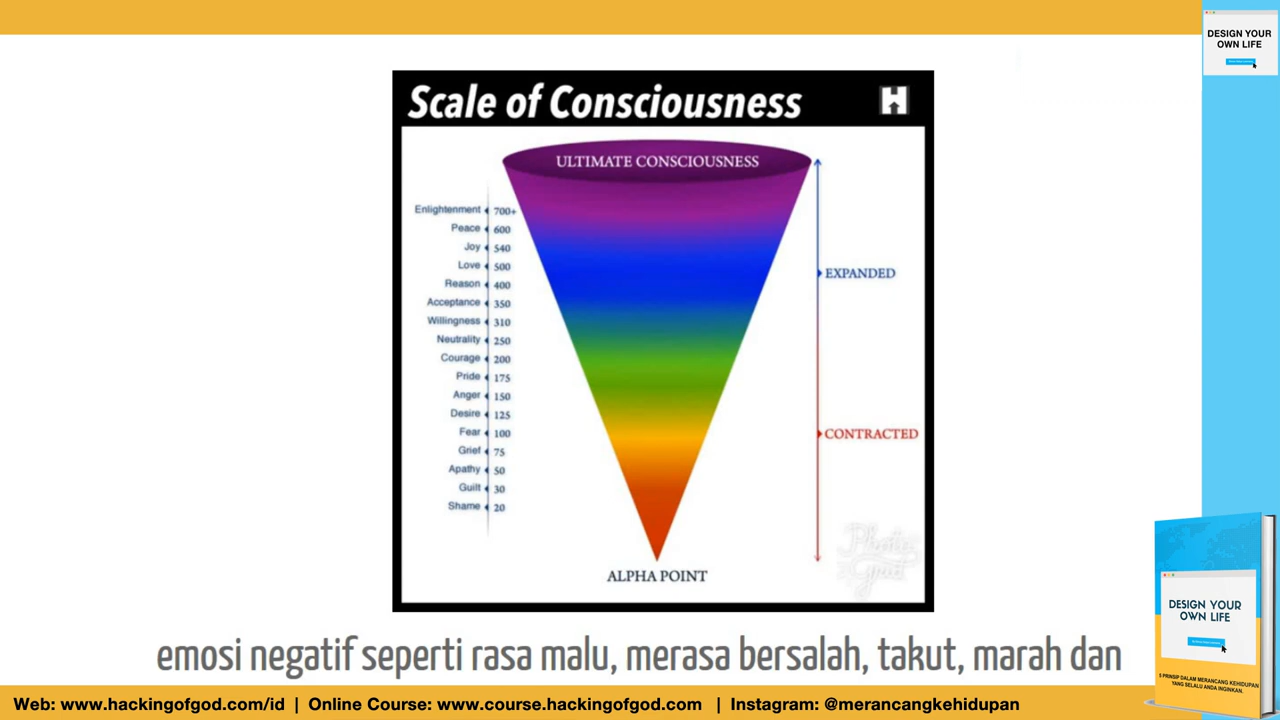 DESIGN YOUR
OWN LIFE
Scale of Consciousness
H
ULTIMATE CONSCIOUSNESS
Enlightenment 700+
Peace 600
Joy 540
Love 500
Reason 400
Acceptance 350
Willingness 310
Neutrality 250
Courage 200
Pride 175
Anger 150
Desire 125
Fear 100
Grief 75
Apathy 50
Guilt 30
Shame 20
EXPANDED
CONTRACTED
ALPHA POINT
Photo
Grid
DESIGN YOUR
OWN LIFE
5 PRINSIP DALAM MERANCANG KEHIDUPAN
YANG SELALU ANDA INGINKAN.
emosi negatif seperti rasa malu, merasa bersalah, takut, marah dan
Web: www.hackingofgod.com/id | Online Course: www.course.hackingofgod.com | Instagram: @merancangkehidupan